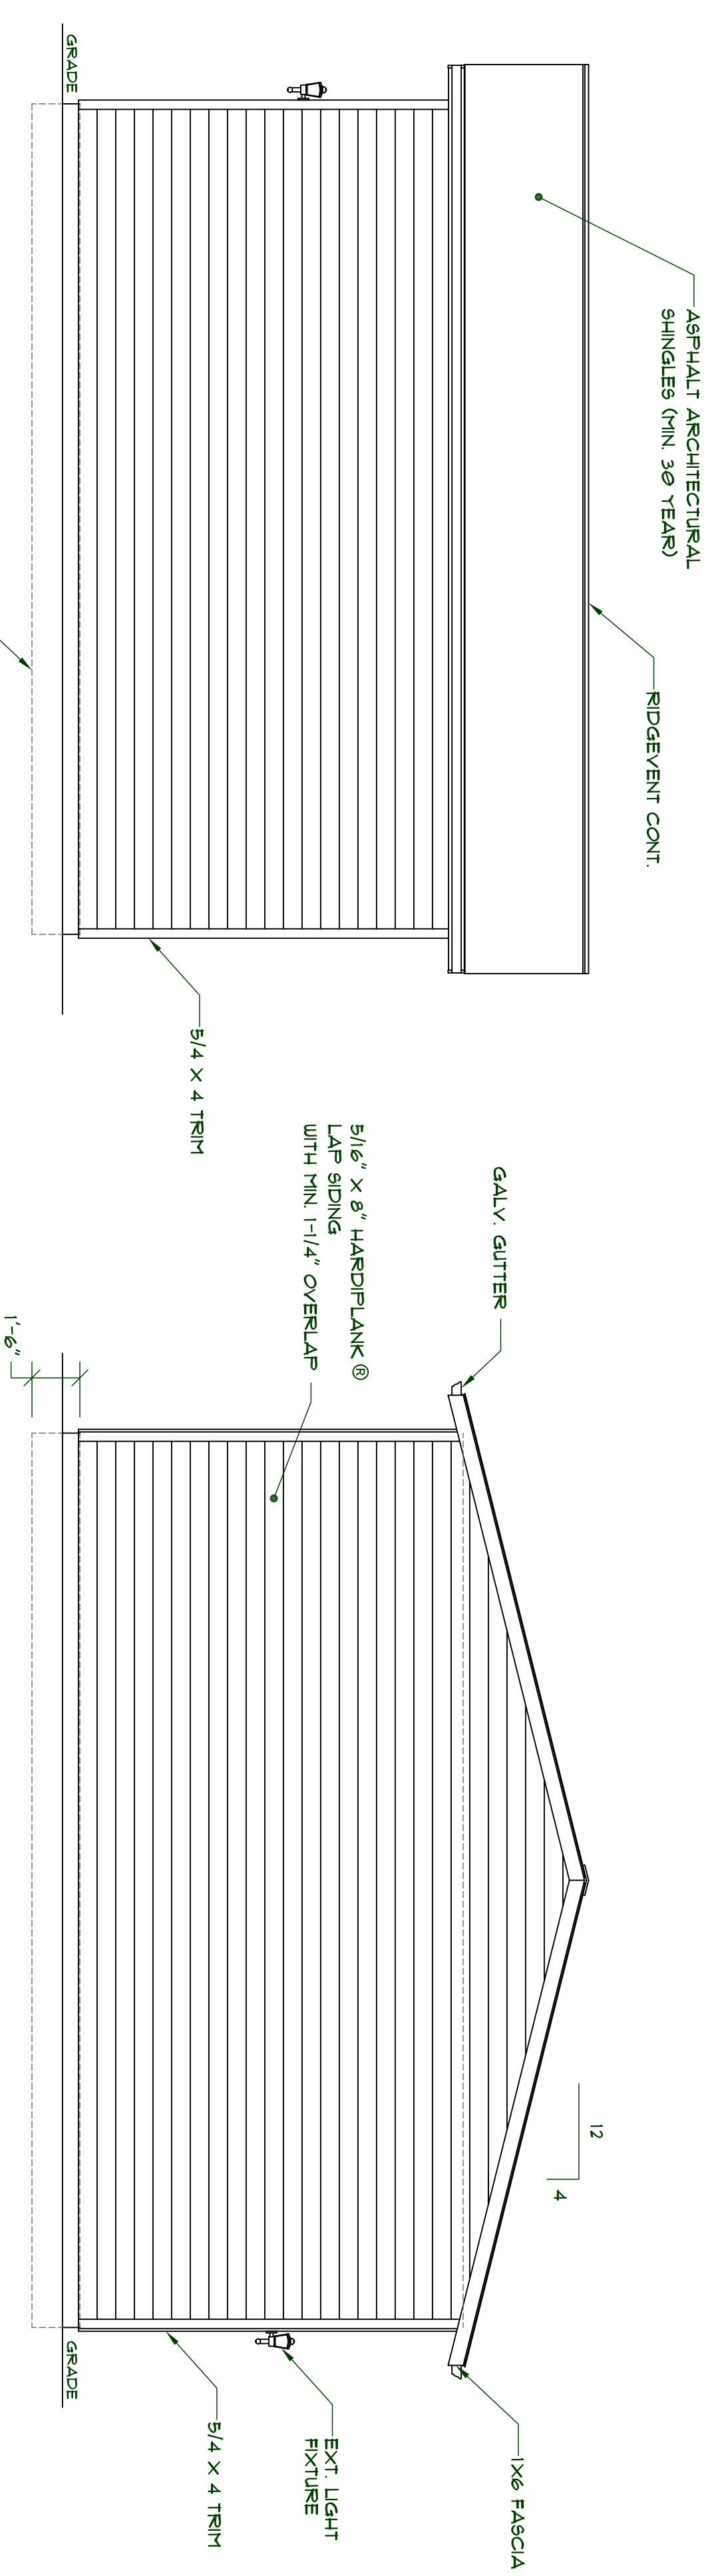 ASPHALT ARCHITECTURAL
SHINGLES (MIN. 30 YEAR)
RIDGEVENT CONT.
GRADE
5/4 X 4 TRIM
GALV. GUTTER
5/16" X 8" HARDIPLANK ®
LAP SIDING
WITH MIN. 1-1/4" OVERLAP
1'-6"
12
4
1X6 FASCIA
EXT. LIGHT
FIXTURE
5/4 X 4 TRIM
GRADE